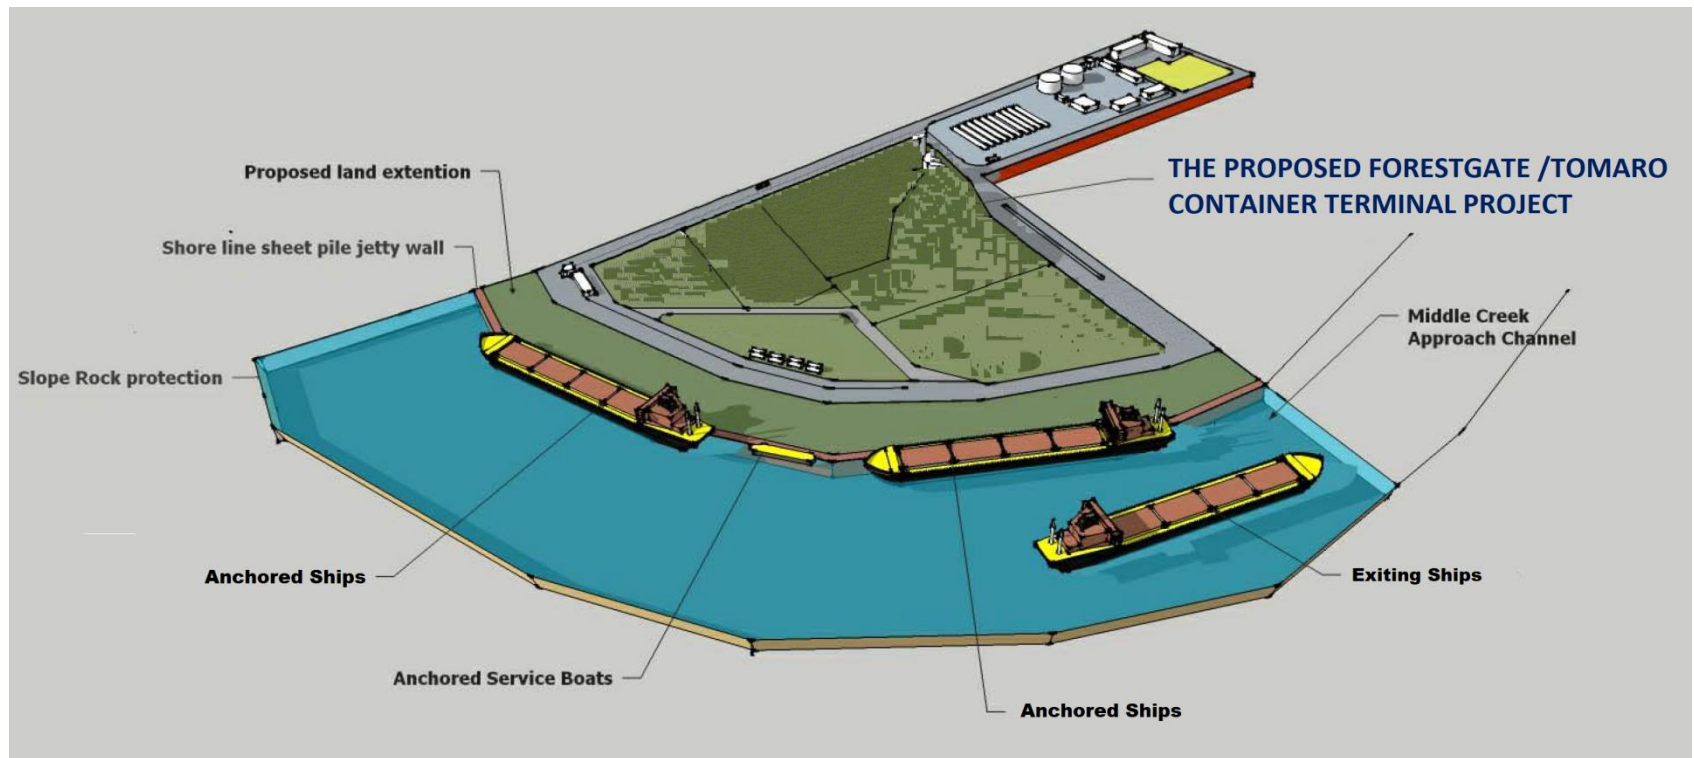 Proposed land extention
THE PROPOSED FORESTGATE /TOMARO
CONTAINER TERMINAL PROJECT
Shore line sheet pile jetty wall
Middle Creek
Approach Channel
Slope Rock protection
Anchored Ships
Exiting Ships
Anchored Service Boats
Anchored Ships